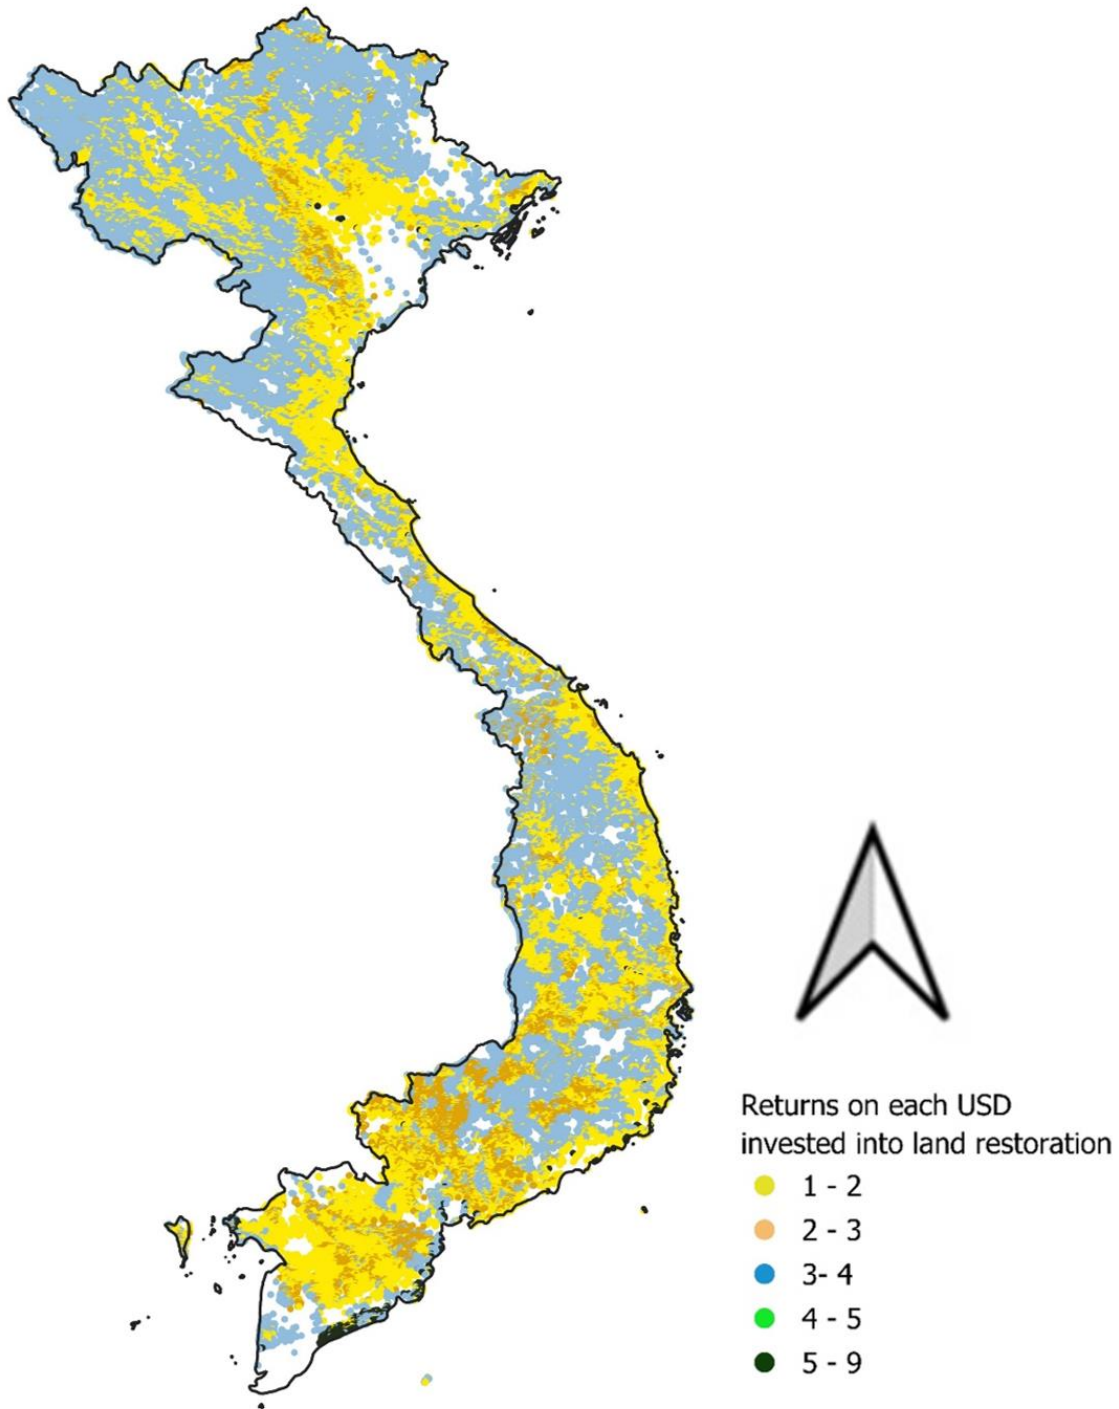 Returns on each USD
invested into land restoration
1 - 2
2 - 3
3- 4
4 - 5
5 - 9